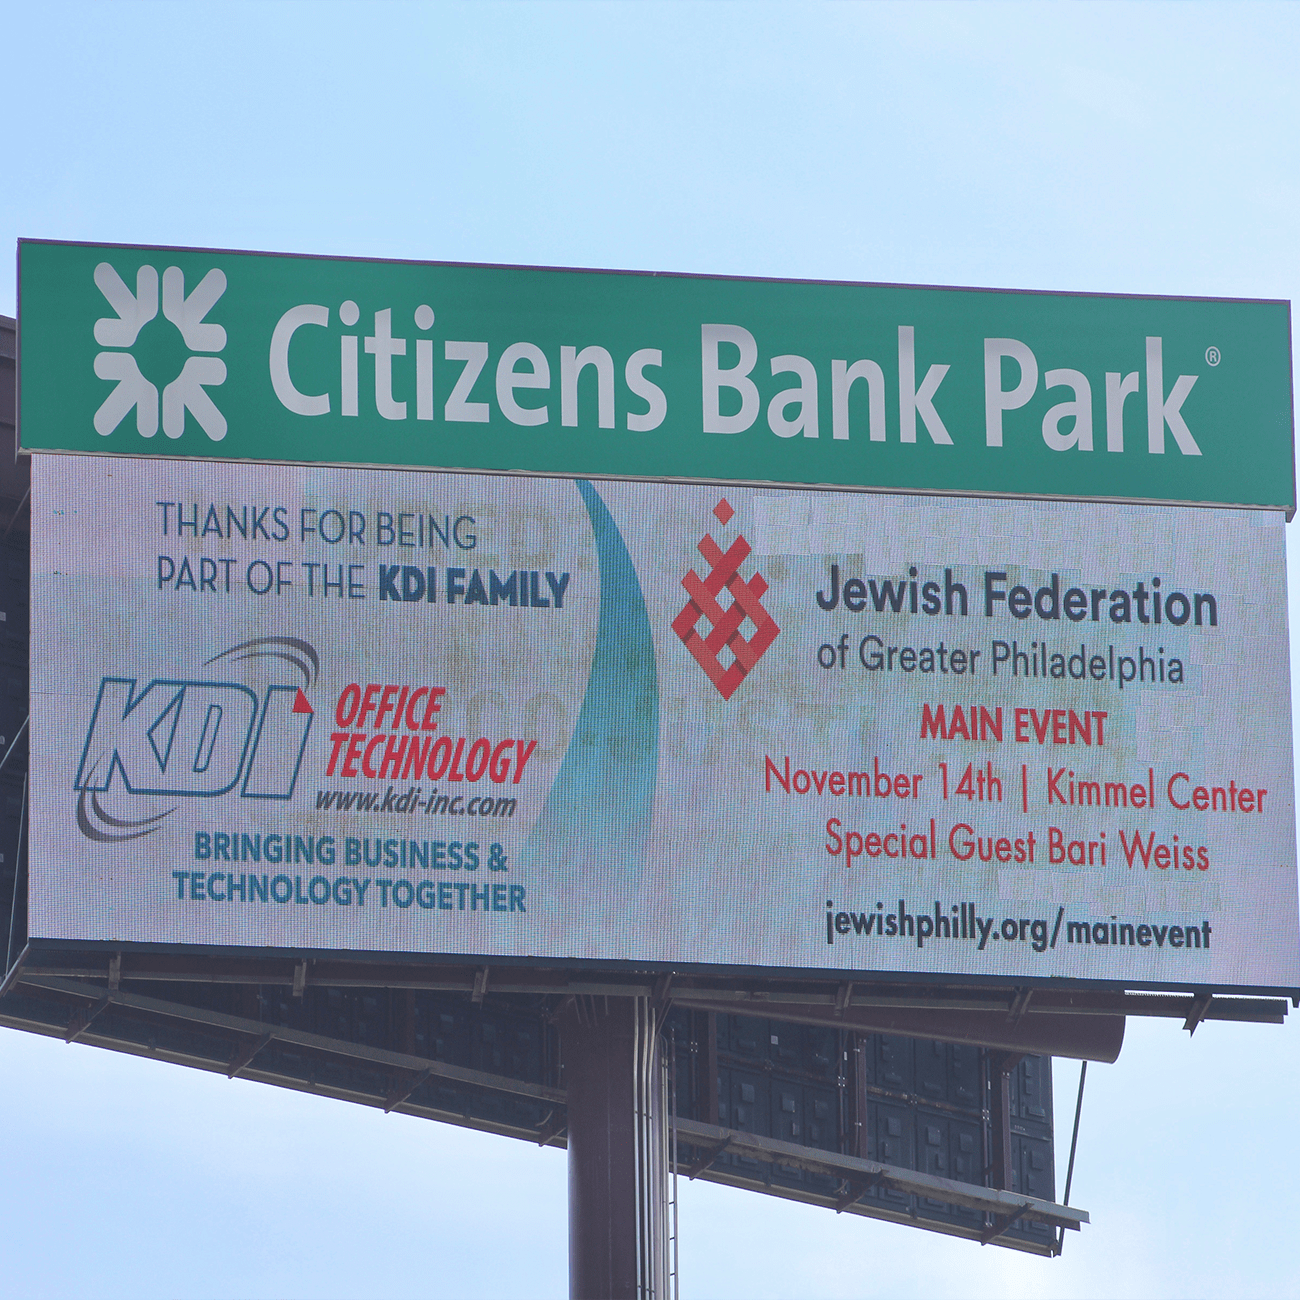 Citizens Bank Park®
THANKS FOR BEING
PART OF THE KDI FAMILY
KDI OFFICE
TECHNOLOGY
www.kdi-inc.com
BRINGING BUSINESS &
TECHNOLOGY TOGETHER
Jewish Federation
of Greater Philadelphia
MAIN EVENT
November 14th | Kimmel Center
Special Guest Bari Weiss
jewishphilly.org/mainevent